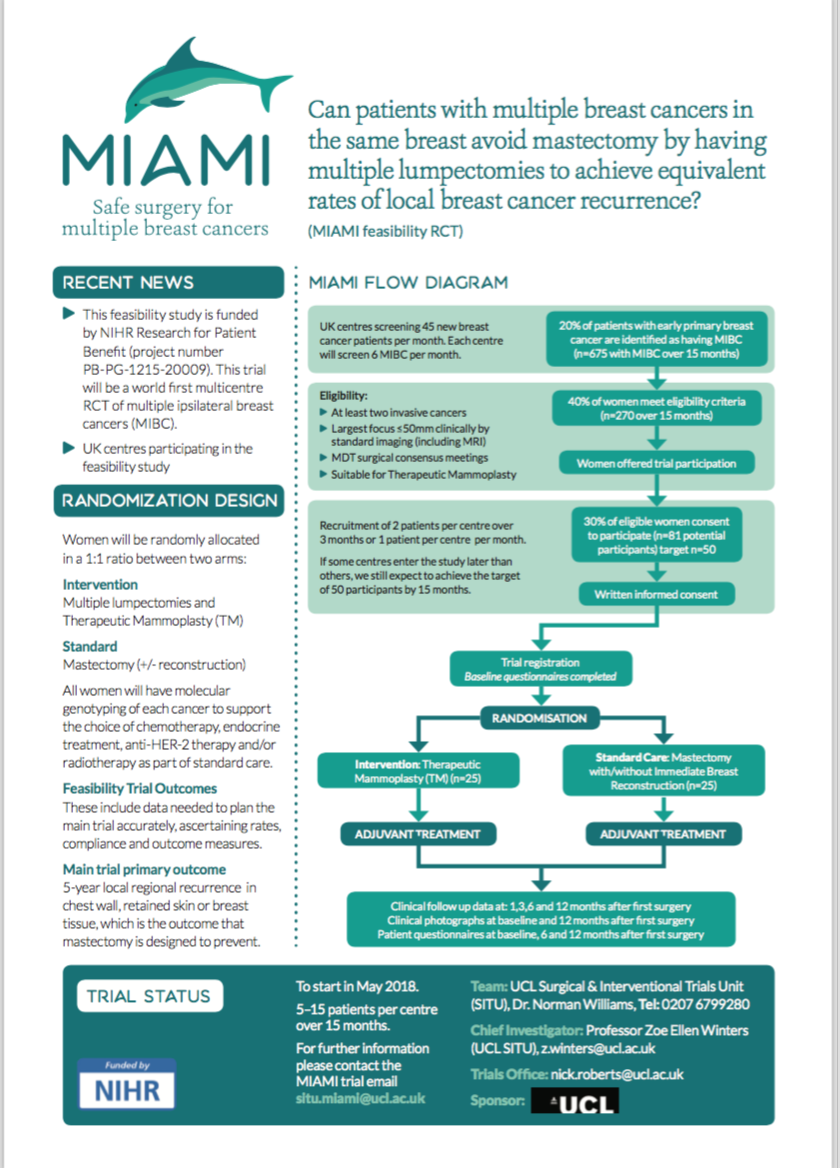 MIAMI
Safe surgery for
multiple breast cancers
Can patients with multiple breast cancers in
the same breast avoid mastectomy by having
multiple lumpectomies to achieve equivalent
rates of local breast cancer recurrence?
(MIAMI feasibility RCT)
RECENT NEWS
This feasibility study is funded
by NIHR Research for Patient
Benefit (project number
PB-PG-1215-20009). This trial
will be a world first multicentre
RCT of multiple ipsilateral breast
cancers (MIBC).
UK centres participating in the
feasibility study
RANDOMIZATION DESIGN
Women will be randomly allocated
in a 1:1 ratio between two arms:
Intervention
Multiple lumpectomies and
Therapeutic Mammoplasty (TM)
Standard
Mastectomy (+/- reconstruction)
All women will have molecular
genotyping of each cancer to support
the choice of chemotherapy, endocrine
treatment, anti-HER-2 therapy and/or
radiotherapy as part of standard care.
Feasibility Trial Outcomes
These include data needed to plan the
main trial accurately, ascertaining rates,
compliance and outcome measures.
Main trial primary outcome
5-year local regional recurrence in
chest wall, retained skin or breast
tissue, which is the outcome that
mastectomy is designed to prevent.
MIAMI FLOW DIAGRAM
UK centres screening 45 new breast
cancer patients per month. Each centre
will screen 6 MIBC per month.
20% of patients with early primary breast
cancer are identified as having MIBC
(n=675 with MIBC over 15 months)
Eligibility:
At least two invasive cancers
Largest focus ≤50mm clinically by
standard imaging (including MRI)
MDT surgical consensus meetings
Suitable for Therapeutic Mammoplasty
40% of women meet eligibility criteria
(n=270 over 15 months)
Women offered trial participation
Recruitment of 2 patients per centre over
3 months or 1 patient per centre per month.
If some centres enter the study later than
others, we still expect to achieve the target
of 50 participants by 15 months.
30% of eligible women consent
to participate (n=81 potential
participants) target n=50
Written informed consent
Trial registration
Baseline questionnaires completed
RANDOMISATION
Intervention: Therapeutic
Mammoplasty (TM) (n=25)
Standard Care: Mastectomy
with/without Immediate Breast
Reconstruction (n=25)
ADJUVANT TREATMENT
ADJUVANT TREATMENT
Clinical follow up data at: 1,3,6 and 12 months after first surgery
Clinical photographs at baseline and 12 months after first surgery
Patient questionnaires at baseline, 6 and 12 months after first surgery
TRIAL STATUS
Funded by
NIHR
To start in May 2018.
5–15 patients per centre
over 15 months.
For further information
please contact the
MIAMI trial email
situ.miami@ucl.ac.uk
Team: UCL Surgical & Interventional Trials Unit
(SITU), Dr. Norman Williams, Tel: 0207 6799280
Chief Investigator: Professor Zoe Ellen Winters
(UCL SITU), z.winters@ucl.ac.uk
Trials Office: nick.roberts@ucl.ac.uk
Sponsor: UCL